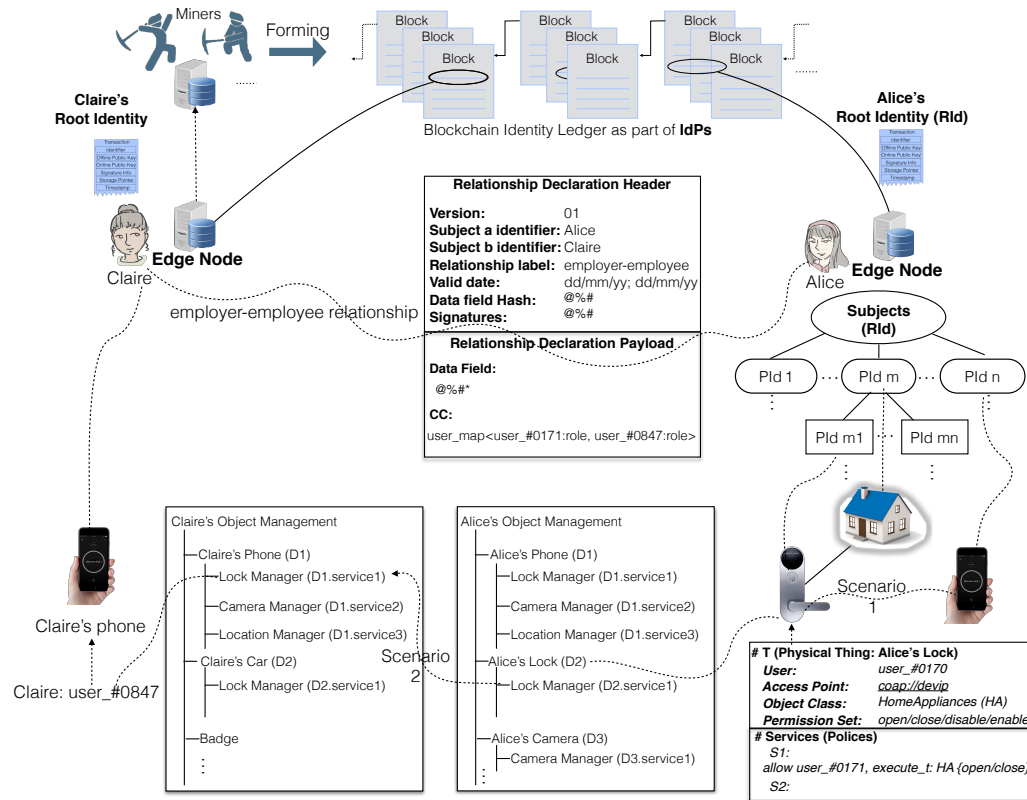 Miners
Forming
Block
Block
Block
Block
Block
Block
Block
Block
Block
Blockchain Identity Ledger as part of IdPs
Claire's
Root Identity
Transaction
identifier
Offline Public Key
Online Public Key
Signature Info
Storage Pointer
Timestamp
Alice's
Root Identity (RId)
Transaction
identifier
Offline Public Key
Online Public Key
Signature Info
Storage Pointer
Timestamp
Claire
Edge Node
Alice
Edge Node
employer-employee relationship
Relationship Declaration Header
Version: 01
Subject a identifier: Alice
Subject b identifier: Claire
Relationship label: employer-employee
Valid date: dd/mm/yy; dd/mm/yy
Data field Hash: @%#
Signatures: @%#
Relationship Declaration Payload
Data Field:
@%#*
CC:
user_map<user_#0171:role, user_#0847:role>
Subjects
(RId)
PId 1
PId m
PId n
PId m1
PId mn
Claire's phone
Claire: user_#0847
Claire's Object Management
Claire's Phone (D1)
Lock Manager (D1.service1)
Camera Manager (D1.service2)
Location Manager (D1.service3)
Claire's Car (D2)
Lock Manager (D2.service1)
Badge
Scenario
2
Alice's Object Management
Alice's Phone (D1)
Lock Manager (D1.service1)
Camera Manager (D1.service2)
Location Manager (D1.service3)
Alice's Lock (D2)
Lock Manager (D2.service1)
Alice's Camera (D3)
Camera Manager (D3.service1)
Scenario
1
# T (Physical Thing: Alice's Lock)
User: user_#0170
Access Point: coap://devip
Object Class: HomeAppliances (HA)
Permission Set: open/close/disable/enable
# Services (Polices)
S1:
allow user_#0171, execute_t: HA {open/close}
S2: